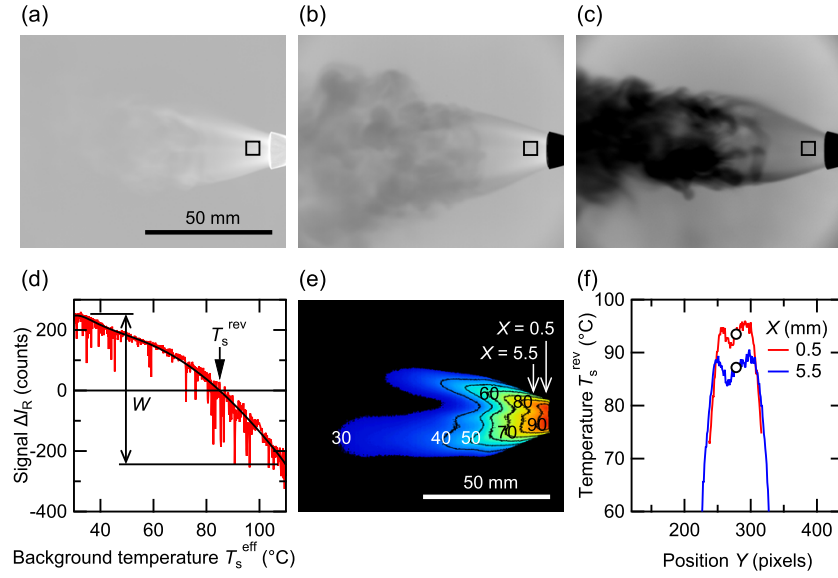 (a)
(b)
(c)
50 mm
(d)
Signal ΔI_R (counts)
200
0
-200
-400
40
60
80
100
Background temperature T_s^eff (°C)
T_s^rev
W
(e)
X = 0.5
X = 5.5
30
40
50
60
70
80
90
50 mm
(f)
Temperature T_s^rev (°C)
100
90
80
70
60
200
300
400
Position Y (pixels)
X (mm)
0.5
5.5